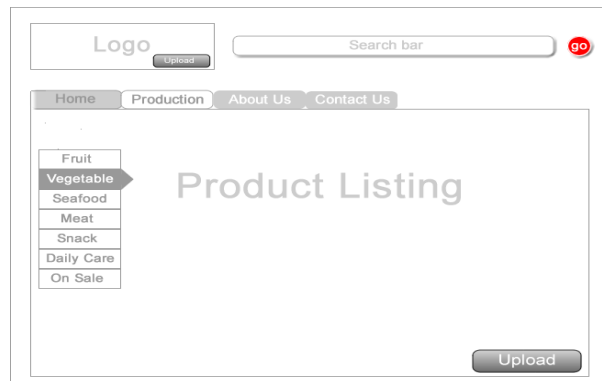 Logo
Upload
Search bar
go
Home Production About Us Contact Us
Fruit
Vegetable
Seafood
Meat
Snack
Daily Care
On Sale
Product Listing
Upload